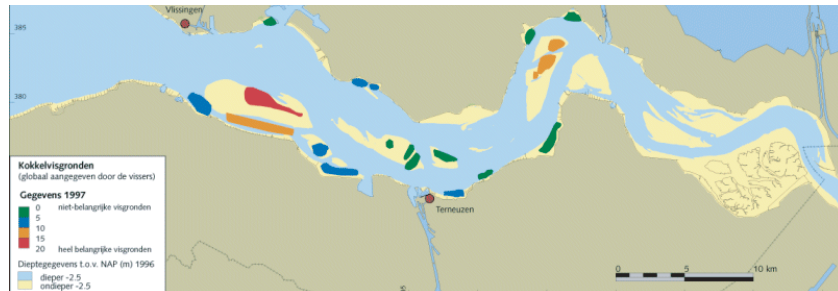 Vlissingen
385
380
Kokkelvisgronden
(globaal aangegeven door de vissers)
Gegevens 1997
0 niet-belangrijke visgronden
5
10
15
20 heel belangrijke visgronden
Dieptegegevens t.o.v. NAP (m) 1996
dieper -2.5
ondieper -2.5
Terneuzen
0 5 10 km